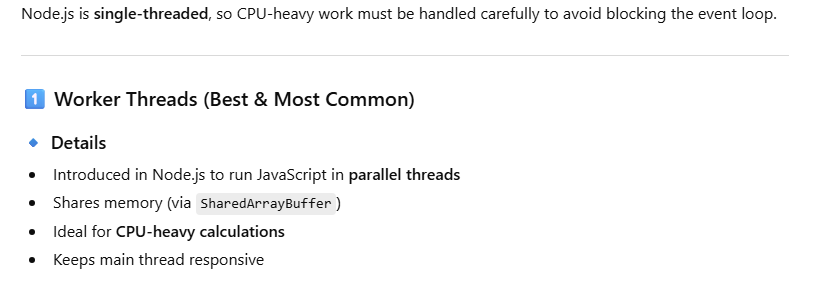 Node.js is single-threaded, so CPU-heavy work must be handled carefully to avoid blocking the event loop.
1️⃣ Worker Threads (Best & Most Common)
🔹 Details
• Introduced in Node.js to run JavaScript in parallel threads
• Shares memory (via SharedArrayBuffer)
• Ideal for CPU-heavy calculations
• Keeps main thread responsive